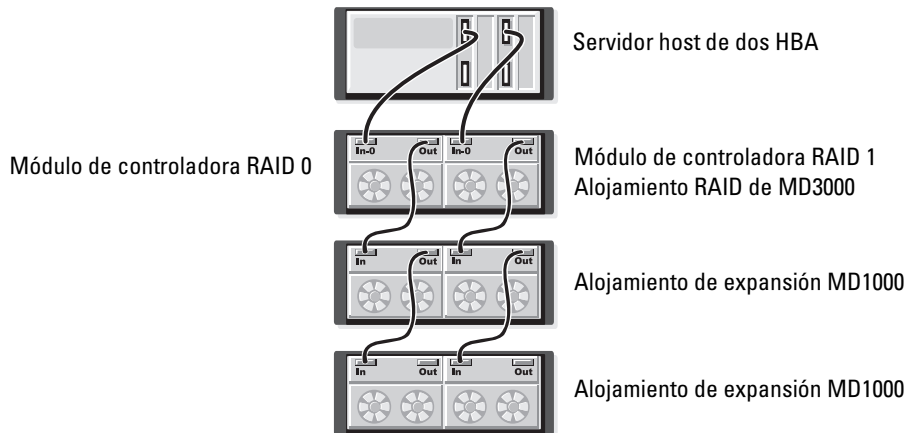 Servidor host de dos HBA
In-0 Out In-0 Out
Módulo de controladora RAID 0
Módulo de controladora RAID 1
Alojamiento RAID de MD3000
In Out In Out
Alojamiento de expansión MD1000
In Out In Out
Alojamiento de expansión MD1000